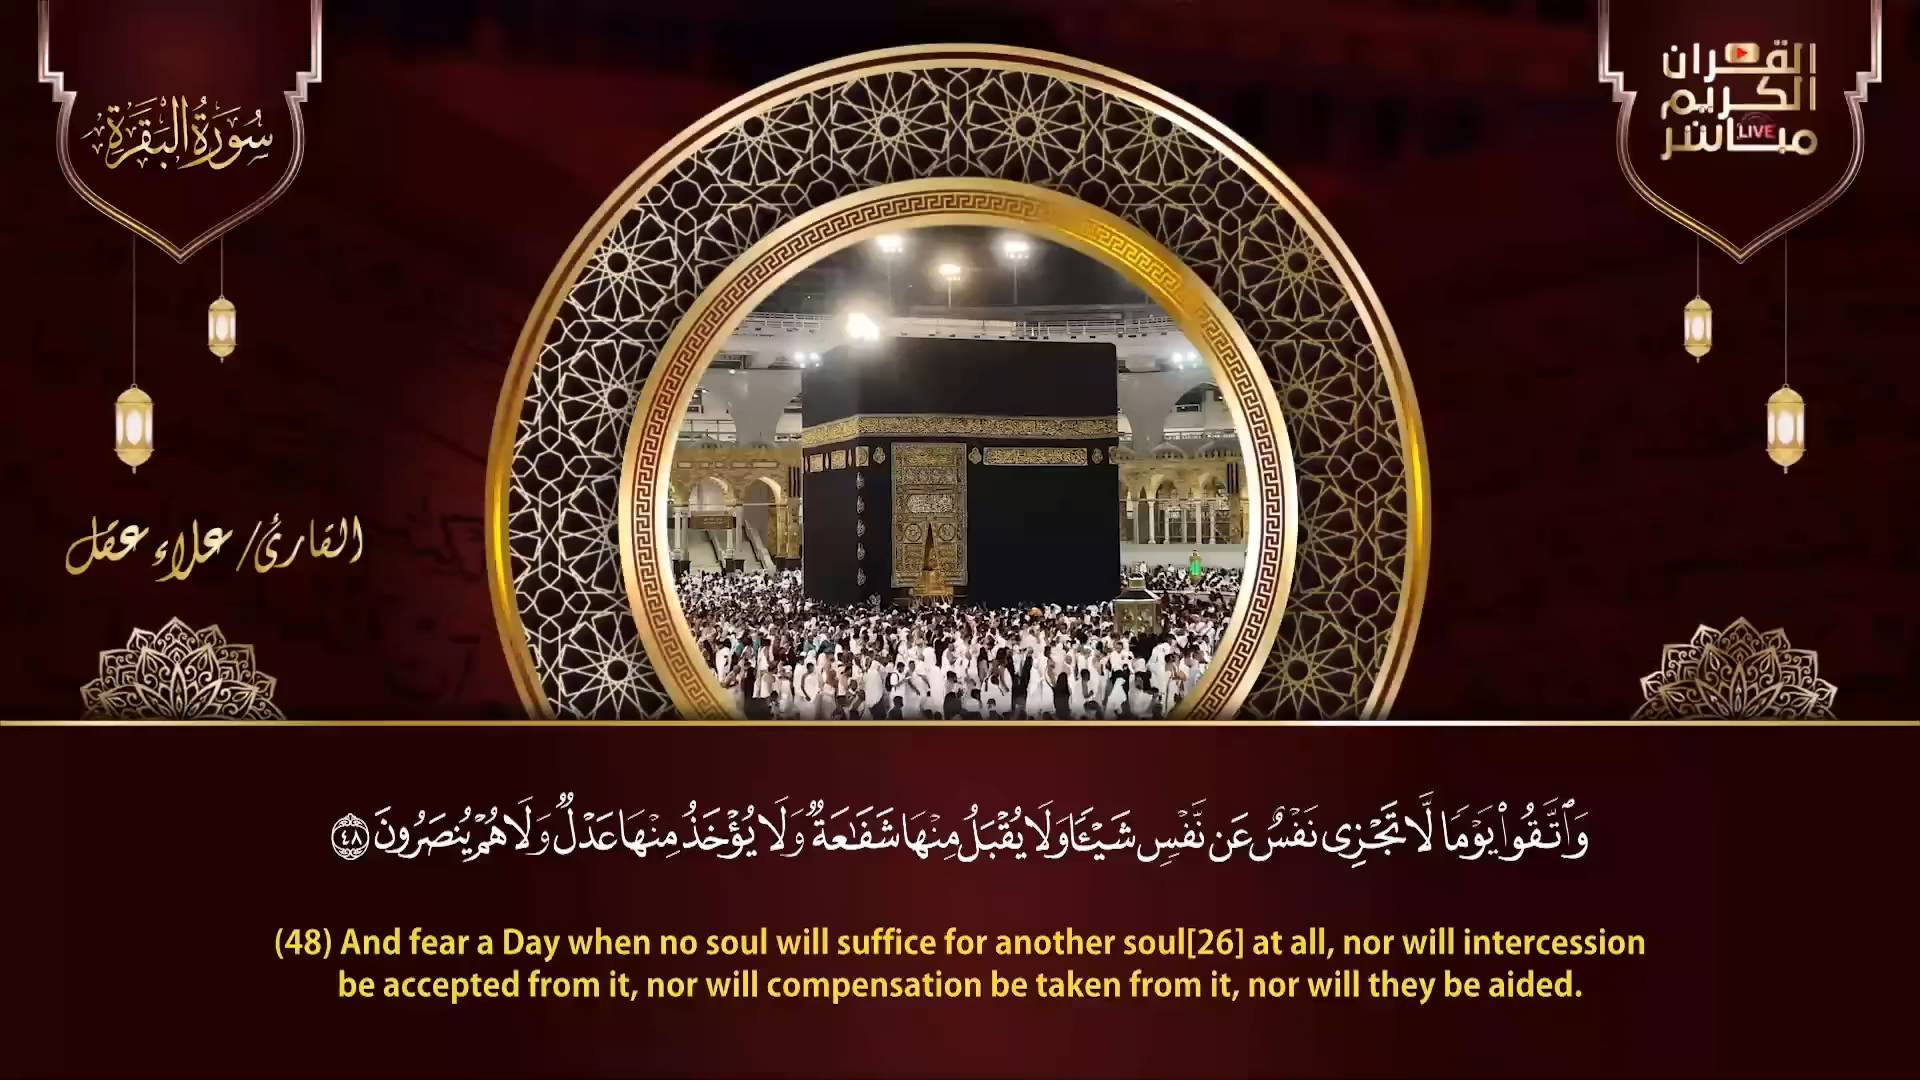 سُورَةُ الْبَقَرَةِ
القران
الكريم
مباشر
LIVE
القارئ/ علاء عقل
وَٱتَّقُوا۟ يَوْمًا لَّا تَجْزِى نَفْسٌ عَن نَّفْسٍ شَيْـًٔا وَلَا يُقْبَلُ مِنْهَا شَفَـٰعَةٌ وَلَا يُؤْخَذُ مِنْهَا عَدْلٌ وَلَا هُمْ يُنصَرُونَ ٤٨
(48) And fear a Day when no soul will suffice for another soul[26] at all, nor will intercession
be accepted from it, nor will compensation be taken from it, nor will they be aided.